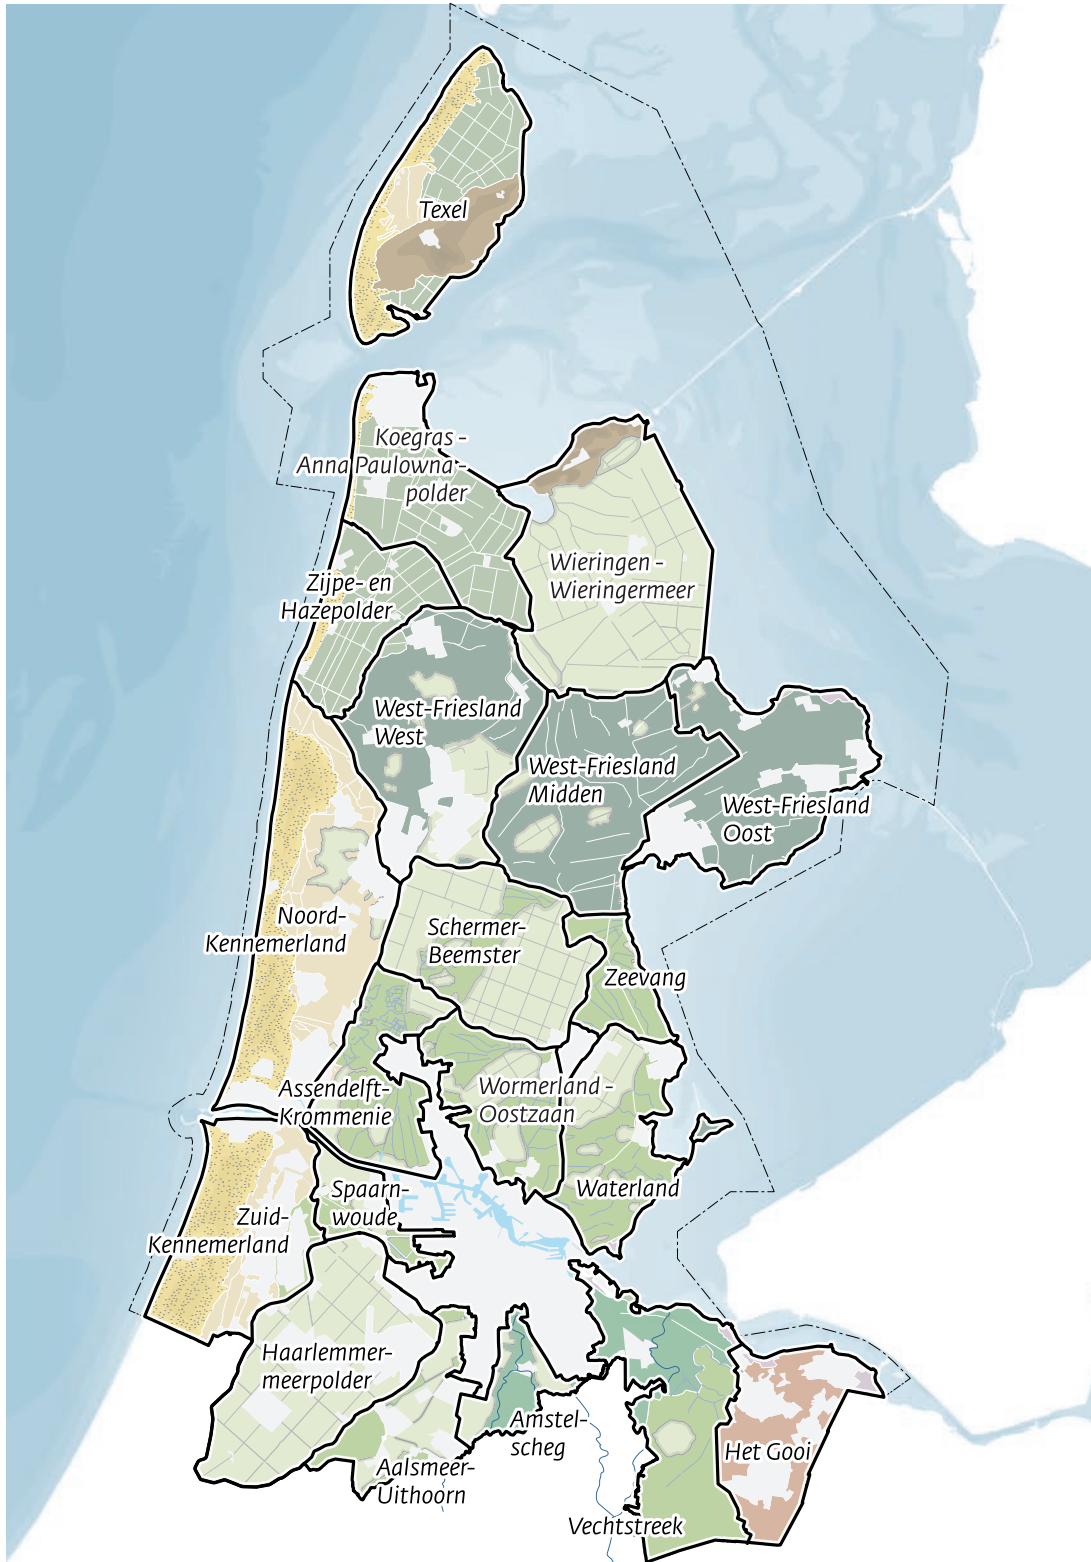 Texel
Koegras -
Anna Paulowna -
polder
Wieringen -
Wieringermeer
Zijpe- en
Hazepolder
West-Friesland
West
West-Friesland
Midden
West-Friesland
Oost
Noord-
Kennemerland
Schermer-
Beemster
Zeevang
Assendelft-
Krommenie
Wormerland -
Oostzaan
Spaarn-
woude
Waterland
Zuid-
Kennemerland
Haarlemmer-
meerpolder
Amstel-
scheg
Aalsmeer-
Uithoorn
Het Gooi
Vechtstreek